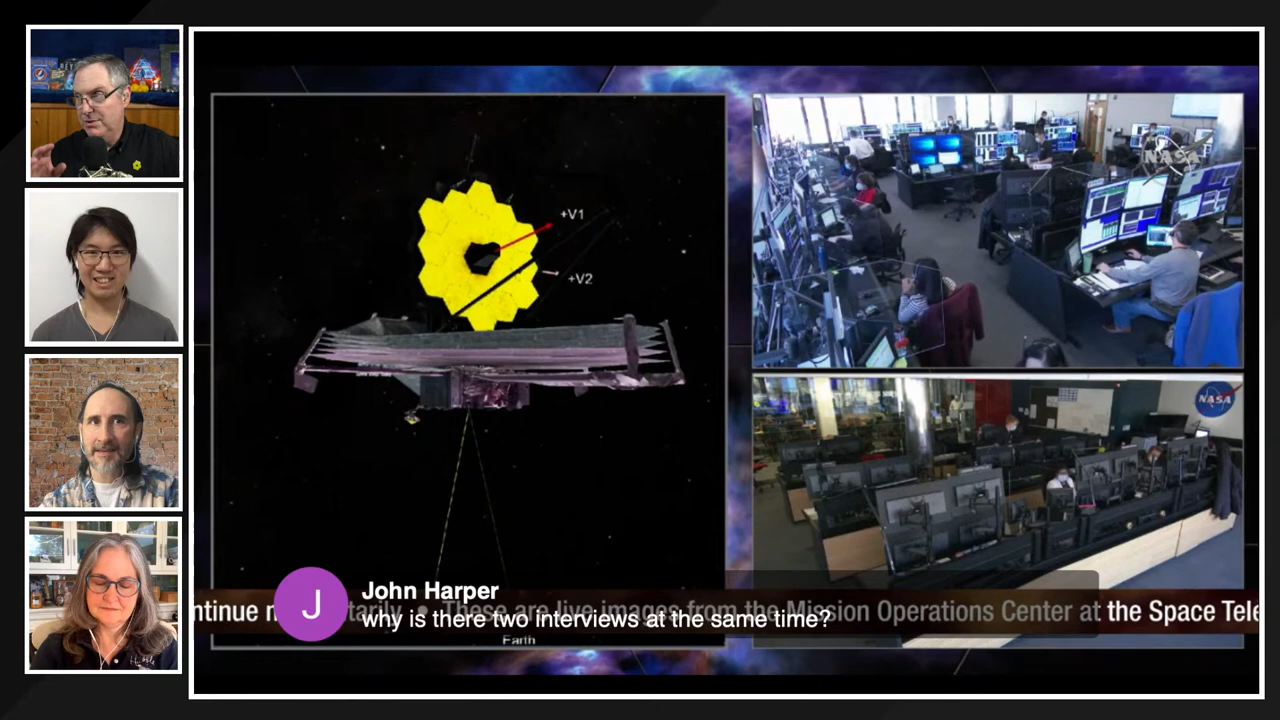 +V1
+V2
NASA
NASA
John Harper
J
why is there two interviews at the same time?
ntinue
These are live images from the Mission Operations Center at the Space Tele
Earth